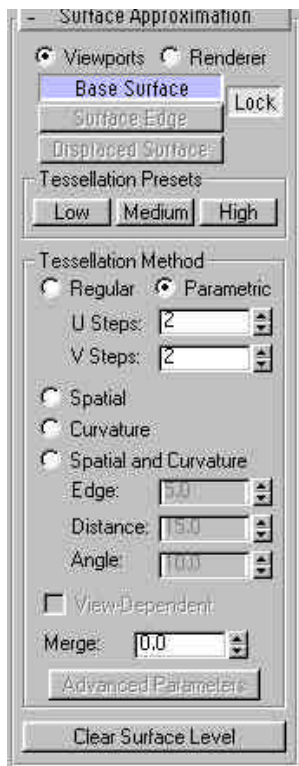 - Surface Approximation
Viewports Renderer
Base Surface
Lock
Surface Edge
Displaced Surface
Tessellation Presets
Low Medium High
Tessellation Method
Regular Parametric
U Steps: 2
V Steps: 2
Spatial
Curvature
Spatial and Curvature
Edge: 5.0
Distance: 15.0
Angle: 10.0
View-Dependent
Merge: 0.0
Advanced Parameters
Clear Surface Level